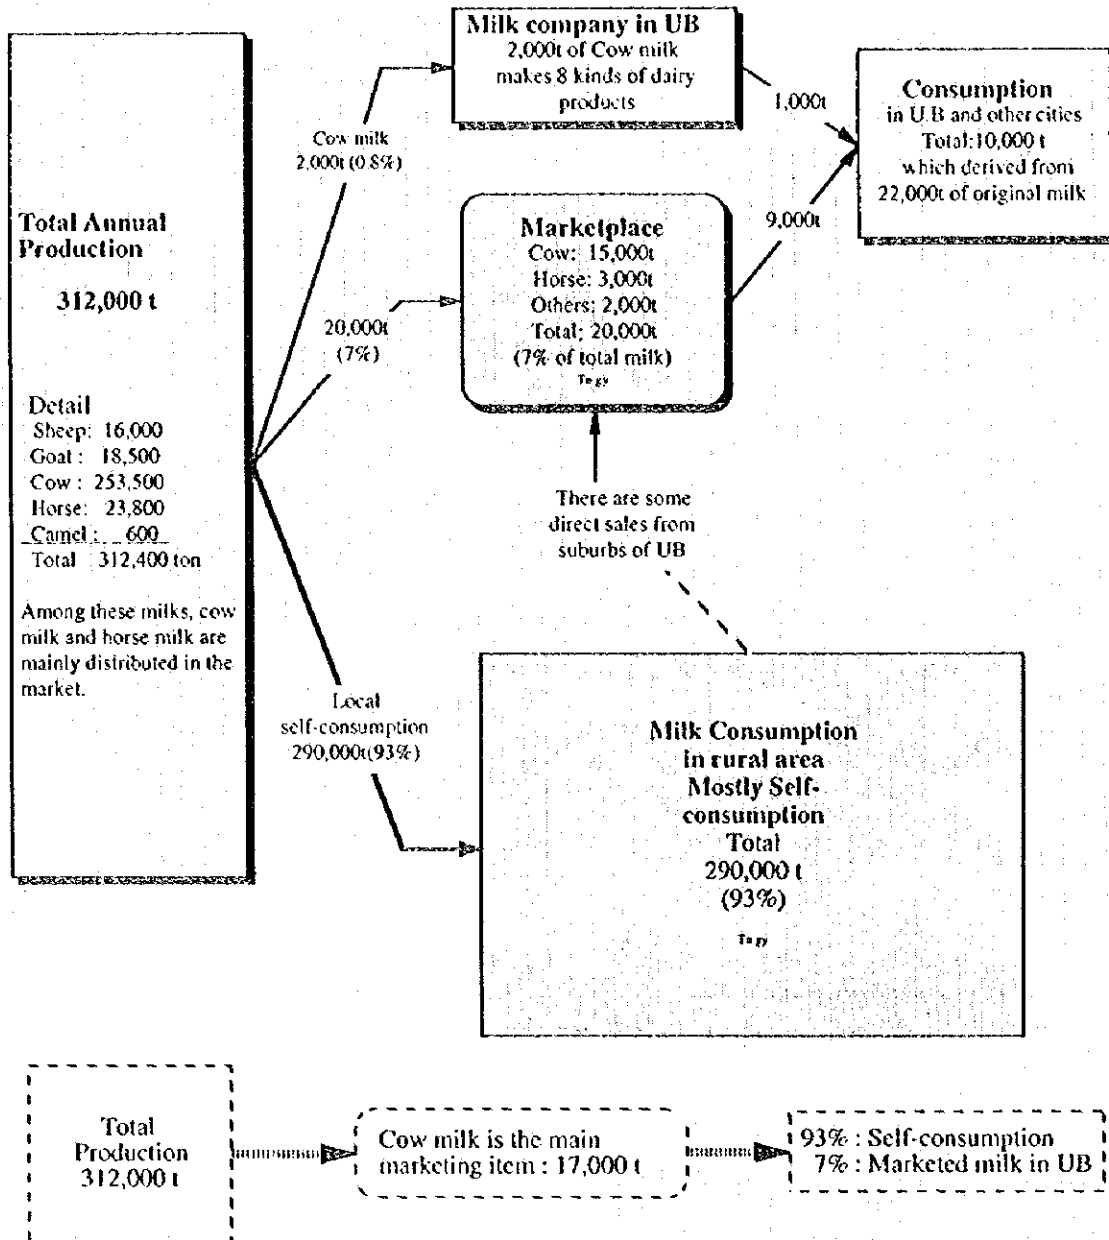 Total Annual
Production
312,000 t
Detail
Sheep: 16,000
Goat : 18,500
Cow : 253,500
Horse: 23,800
Camel : 600
Total 312,400 ton
Among these milks, cow
milk and horse milk are
mainly distributed in the
market.
Cow milk
2,000t (0.8%)
20,000t
(7%)
Local
self-consumption
290,000t(93%)
Milk company in UB
2,000t of Cow milk
makes 8 kinds of dairy
products
Marketplace
Cow: 15,000t
Horse: 3,000t
Others: 2,000t
Total: 20,000t
(7% of total milk)
1,000t
9,000t
Consumption
in U.B and other cities
Total:10,000 t
which derived from
22,000t of original milk
There are some
direct sales from
suburbs of UB
Milk Consumption
in rural area
Mostly Self-
consumption
Total
290,000 t
(93%)
Total
Production
312,000 t
Cow milk is the main
marketing item : 17,000 t
93% : Self-consumption
7% : Marketed milk in UB